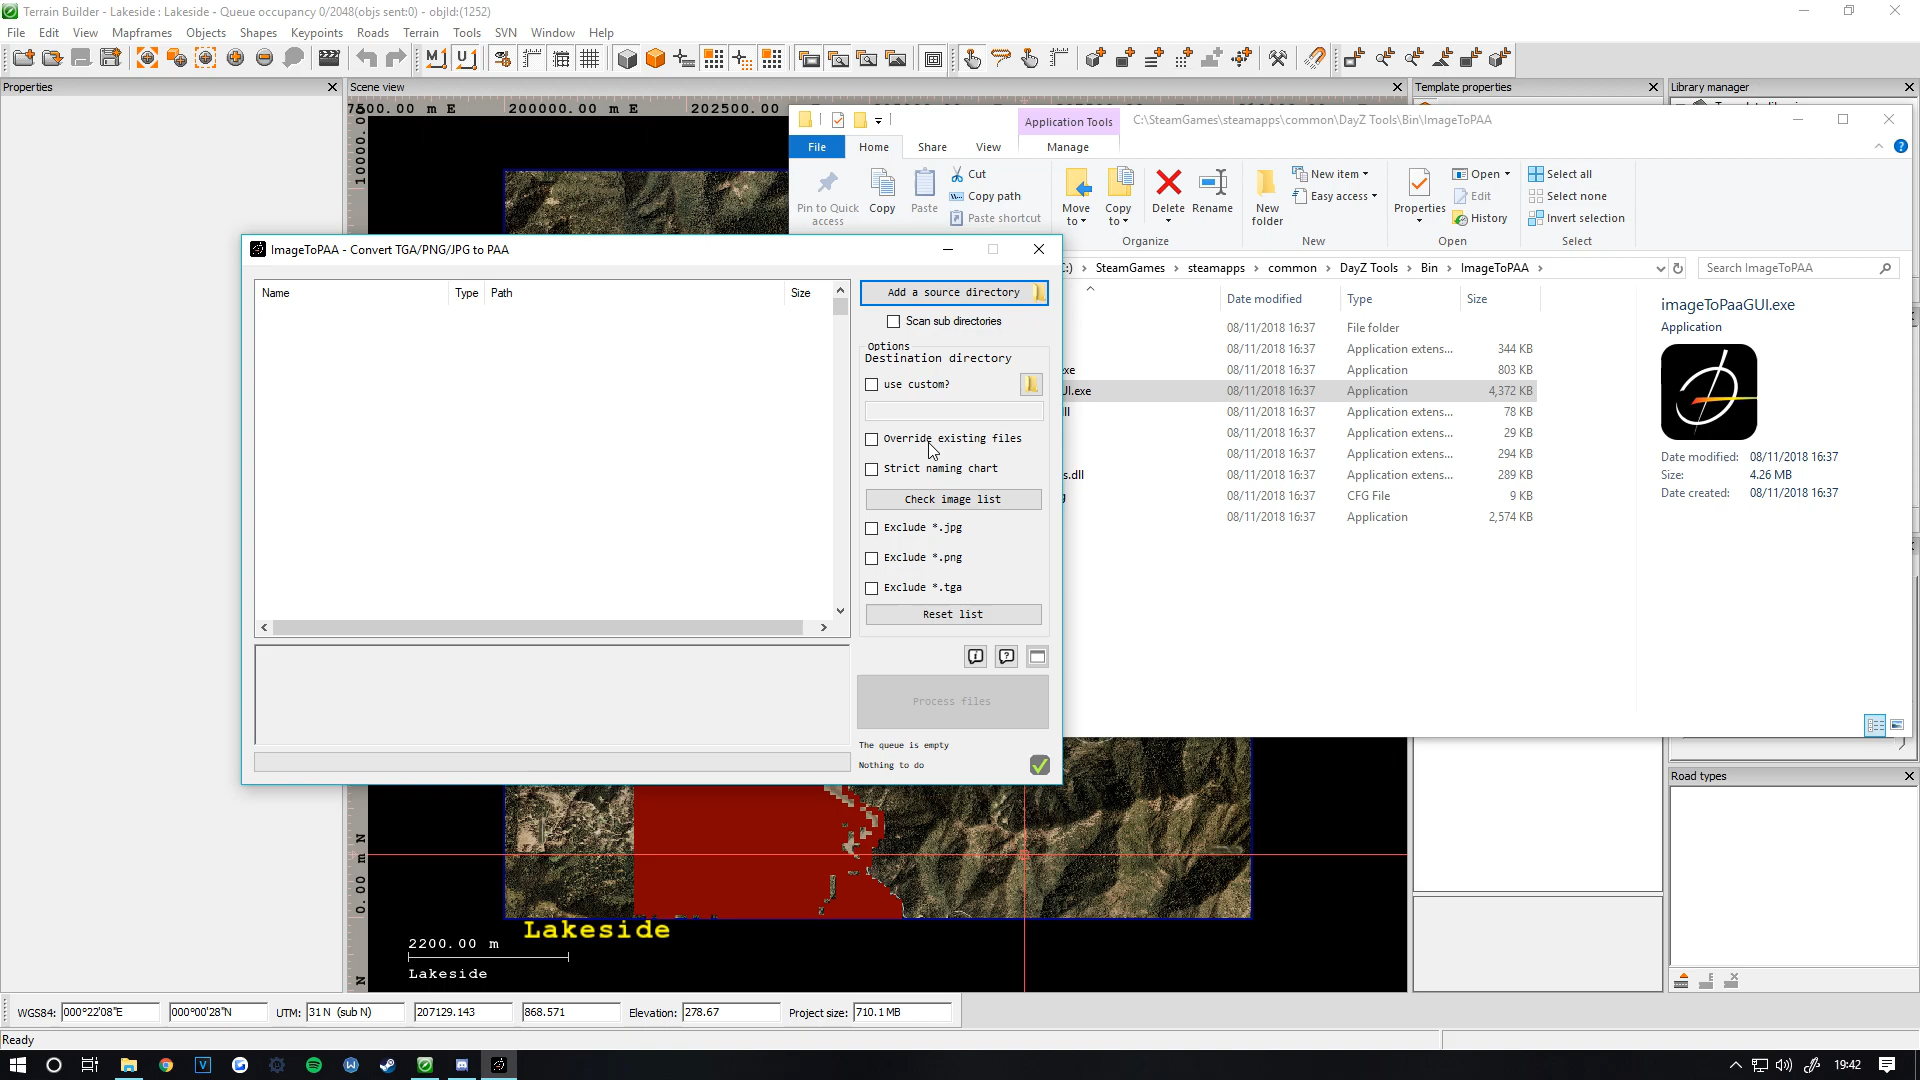 Terrain Builder - Lakeside : Lakeside - Queue occupancy 0/2048(objs sent:0) - objId:(1252)
File Edit View Mapframes Objects Shapes Keypoints Roads Terrain Tools SVN Window Help
Properties
Scene view
Template properties
Library manager
7500.00 m E 200000.00 m E 202500.00
10000.
0.00 m N
N
Application Tools
C:\SteamGames\steamapps\common\DayZ Tools\Bin\ImageToPAA
File Home Share View Manage
Pin to Quick access
Copy
Paste
Cut
Copy path
Paste shortcut
Move to
Copy to
Delete
Rename
Organize
New folder
New item
Easy access
New
Properties
Open
Edit
History
Open
Select all
Select none
Invert selection
Select
:) SteamGames steamapps common DayZ Tools Bin ImageToPAA
Search ImageToPAA
Date modified Type Size
08/11/2018 16:37 File folder
08/11/2018 16:37 Application extens... 344 KB
xe 08/11/2018 16:37 Application 803 KB
UI.exe 08/11/2018 16:37 Application 4,372 KB
ll 08/11/2018 16:37 Application extens... 78 KB
08/11/2018 16:37 Application extens... 29 KB
08/11/2018 16:37 Application extens... 294 KB
s.dll 08/11/2018 16:37 Application extens... 289 KB
g 08/11/2018 16:37 CFG File 9 KB
08/11/2018 16:37 Application 2,574 KB
imageToPaaGUI.exe
Application
Date modified: 08/11/2018 16:37
Size: 4.26 MB
Date created: 08/11/2018 16:37
ImageToPAA - Convert TGA/PNG/JPG to PAA
Name Type Path Size
Add a source directory
Scan sub directories
Options
Destination directory
use custom?
Override existing files
Strict naming chart
Check image list
Exclude *.jpg
Exclude *.png
Exclude *.tga
Reset list
Process files
The queue is empty
Nothing to do
Road types
Lakeside
2200.00 m
Lakeside
WGS84: 000°22'08"E 000°00'28"N UTM: 31 N (sub N) 207129.143 868.571 Elevation: 278.67 Project size: 710.1 MB
Ready
19:42